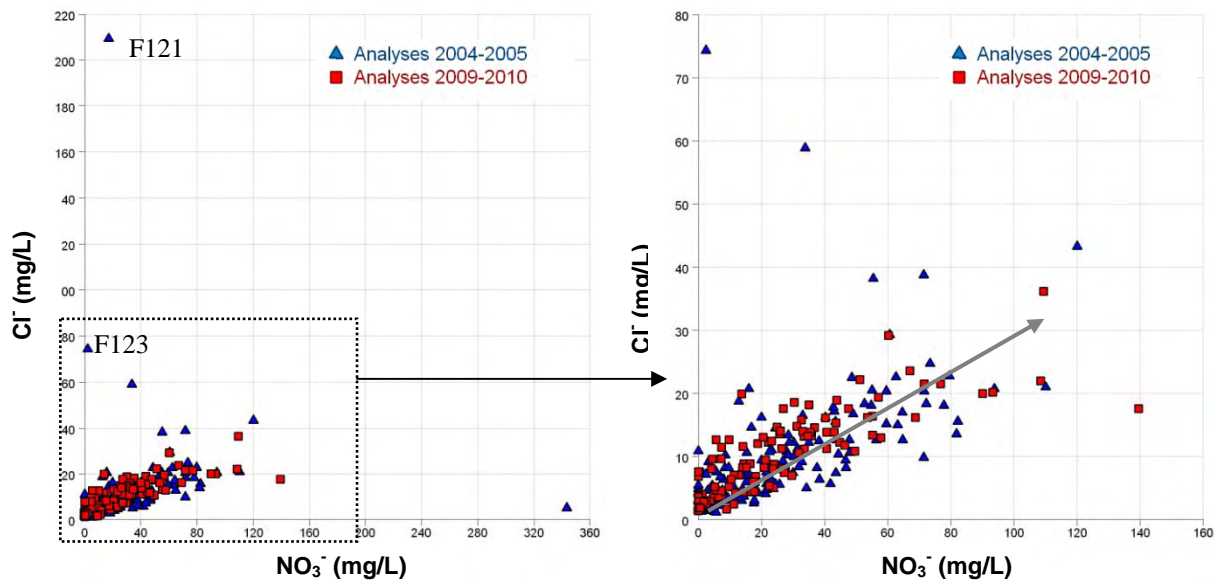 220
200
180
160
140
20
00
80
60
40
20
0
Cl⁻ (mg/L)
F121
F123
▲ Analyses 2004-2005
■ Analyses 2009-2010
0 40 80 120 160 200 240 280 320 360
NO₃⁻ (mg/L)
80
70
60
50
40
30
20
10
0
Cl⁻ (mg/L)
▲ Analyses 2004-2005
■ Analyses 2009-2010
0 20 40 60 80 100 120 140 160
NO₃⁻ (mg/L)